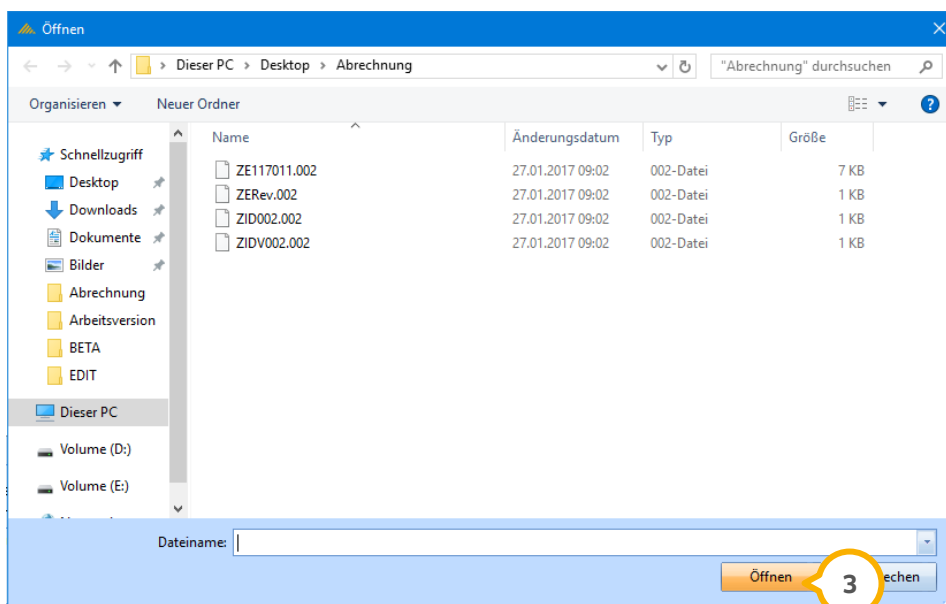 Öffnen
Dieser PC > Desktop > Abrechnung
"Abrechnung" durchsuchen
Organisieren
Neuer Ordner
?
Name
Änderungsdatum
Typ
Größe
Schnellzugriff
Desktop
Downloads
Dokumente
Bilder
Abrechnung
Arbeitsversion
BETA
EDIT
Dieser PC
Volume (D:)
Volume (E:)
ZE117011.002 27.01.2017 09:02 002-Datei 7 KB
ZERev.002 27.01.2017 09:02 002-Datei 1 KB
ZID002.002 27.01.2017 09:02 002-Datei 1 KB
ZIDV002.002 27.01.2017 09:02 002-Datei 1 KB
Dateiname:
Öffnen
3
echen